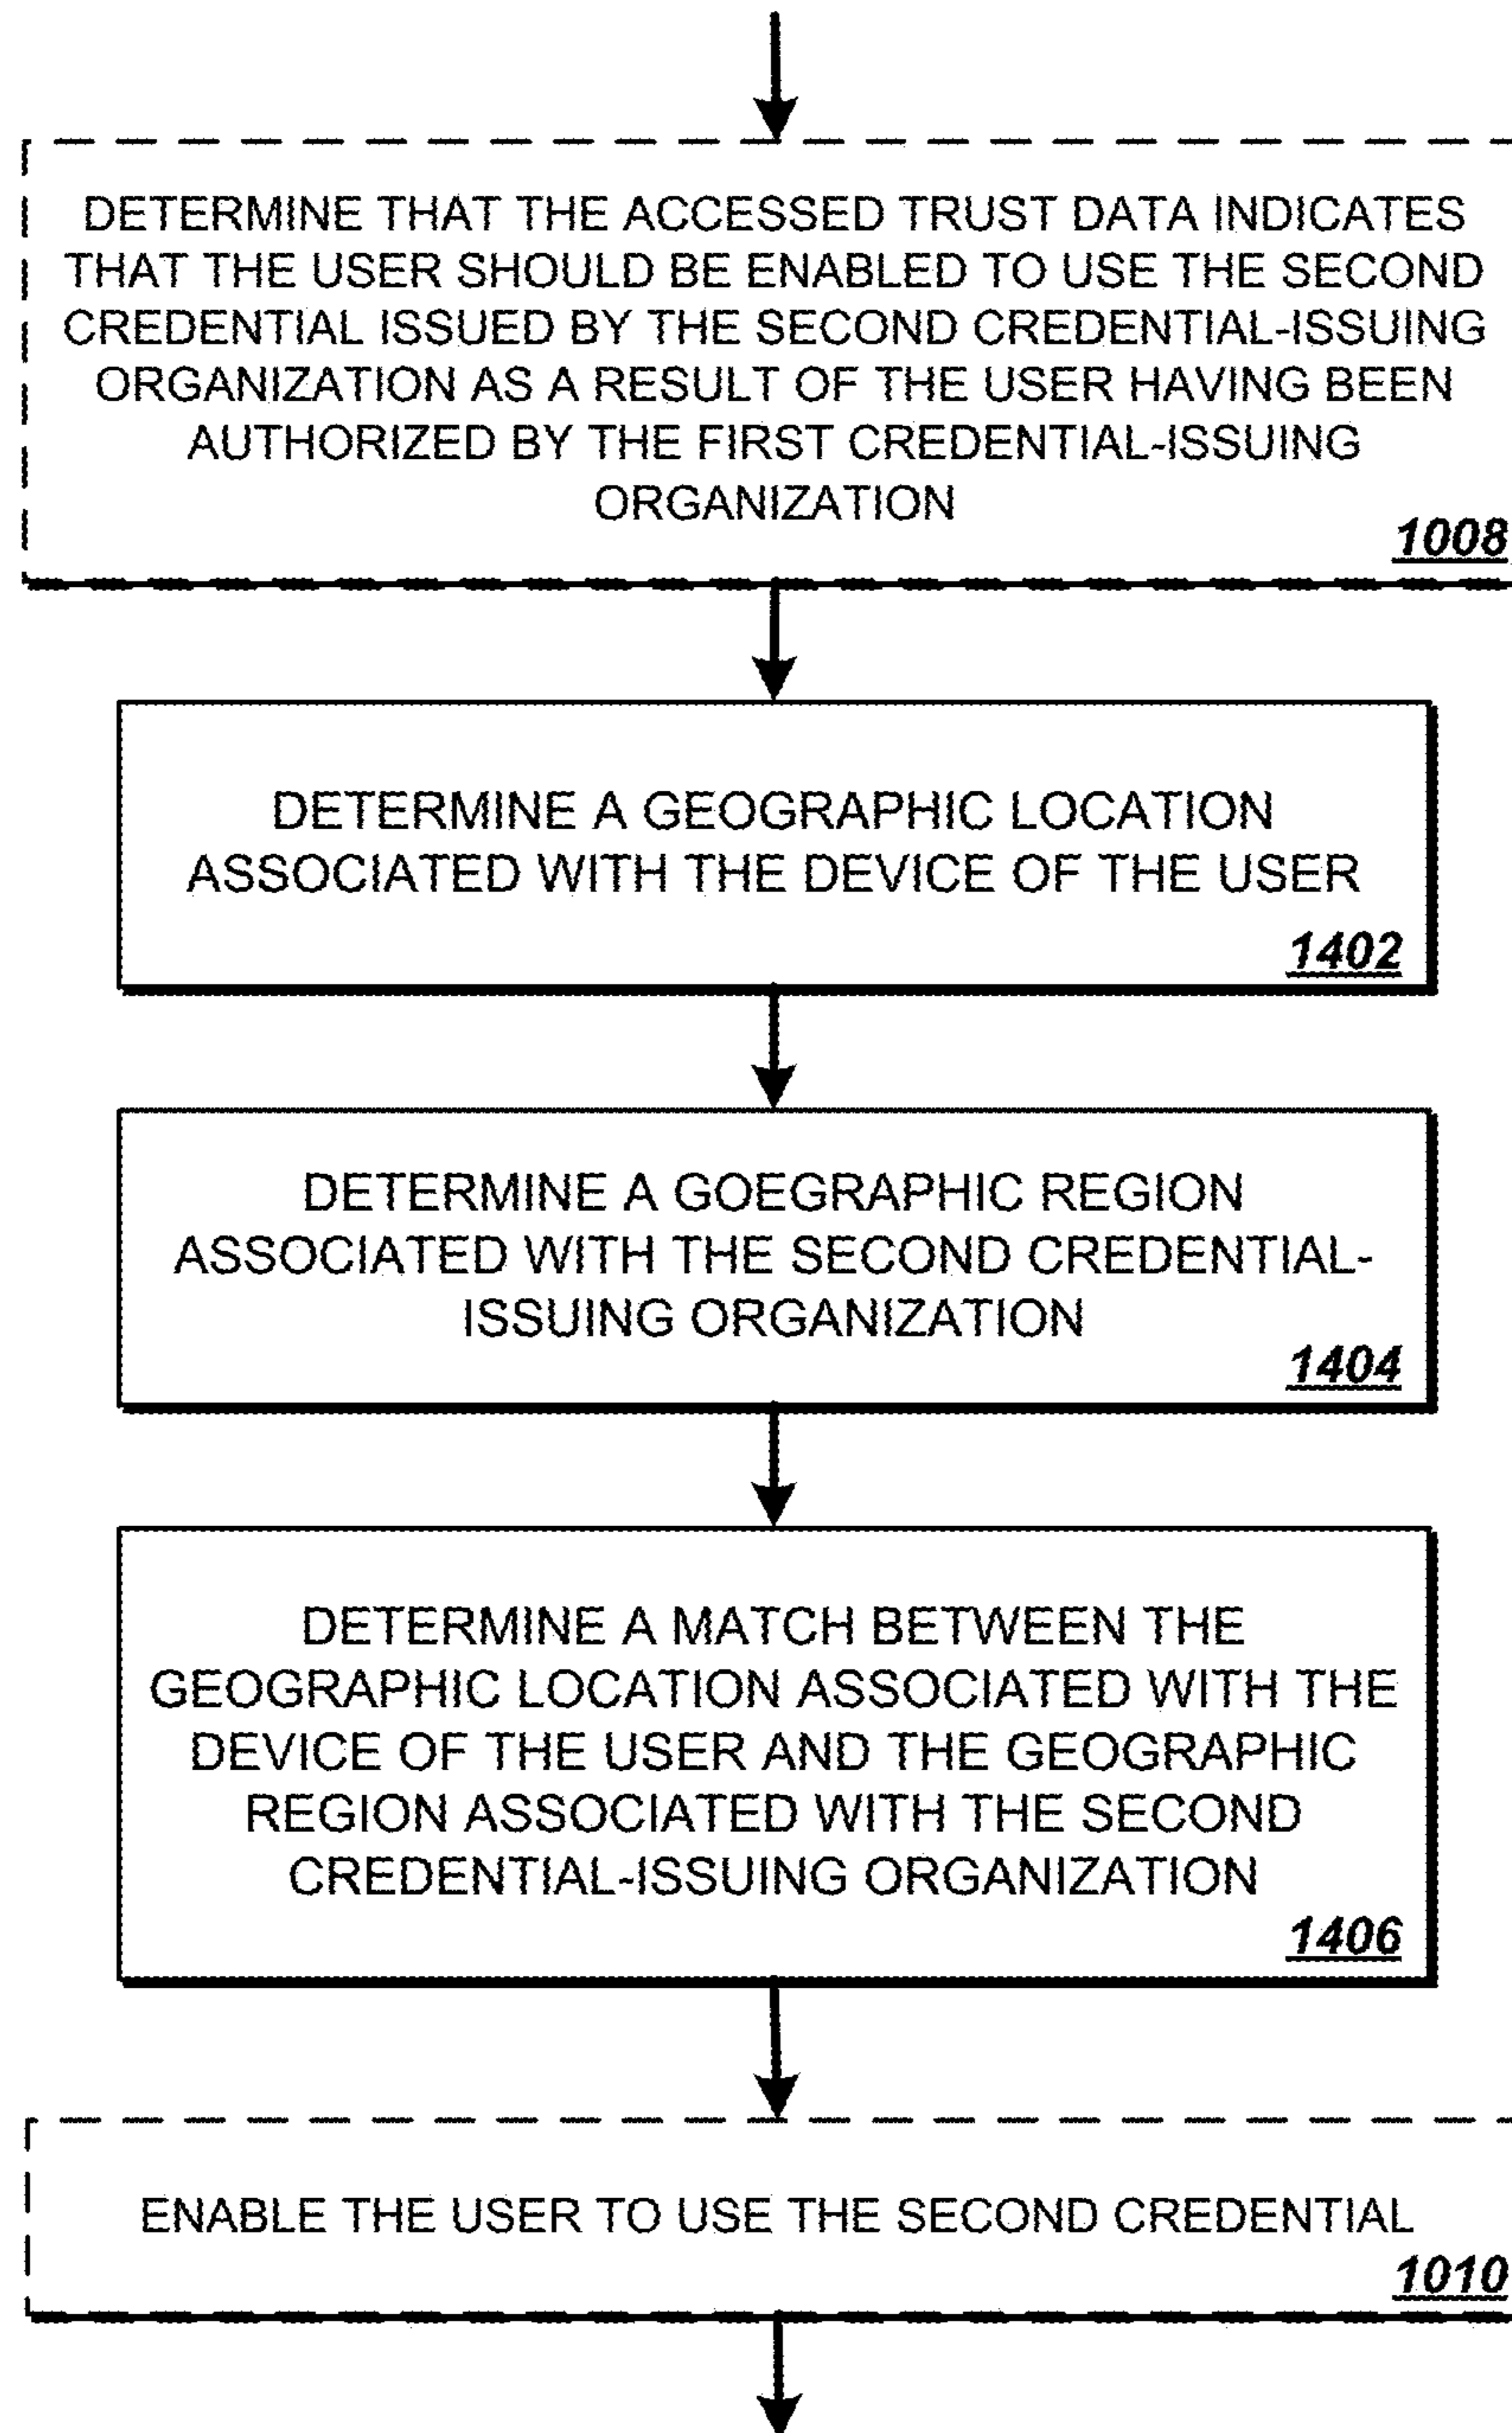 DETERMINE THAT THE ACCESSED TRUST DATA INDICATES
THAT THE USER SHOULD BE ENABLED TO USE THE SECOND
CREDENTIAL ISSUED BY THE SECOND CREDENTIAL-ISSUING
ORGANIZATION AS A RESULT OF THE USER HAVING BEEN
AUTHORIZED BY THE FIRST CREDENTIAL-ISSUING
ORGANIZATION
1008
DETERMINE A GEOGRAPHIC LOCATION
ASSOCIATED WITH THE DEVICE OF THE USER
1402
DETERMINE A GOEGRAPHIC REGION
ASSOCIATED WITH THE SECOND CREDENTIAL-
ISSUING ORGANIZATION
1404
DETERMINE A MATCH BETWEEN THE
GEOGRAPHIC LOCATION ASSOCIATED WITH THE
DEVICE OF THE USER AND THE GEOGRAPHIC
REGION ASSOCIATED WITH THE SECOND
CREDENTIAL-ISSUING ORGANIZATION
1406
ENABLE THE USER TO USE THE SECOND CREDENTIAL
1010